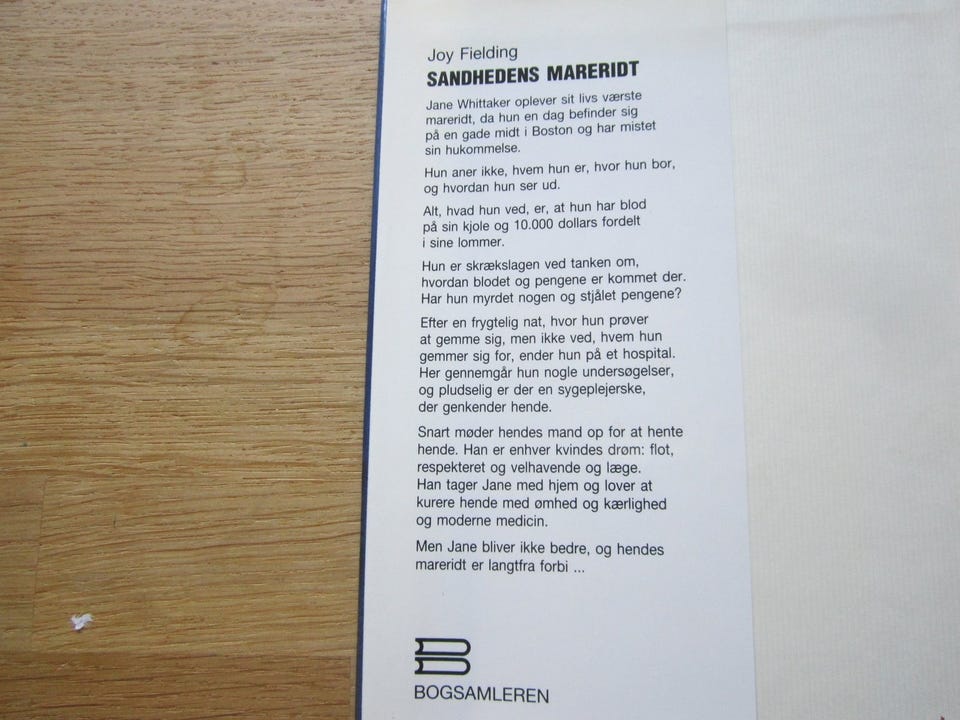 Joy Fielding
SANDHEDENS MARERIDT
Jane Whittaker oplever sit livs værste
mareridt, da hun en dag befinder sig
på en gade midt i Boston og har mistet
sin hukommelse.
Hun aner ikke, hvem hun er, hvor hun bor,
og hvordan hun ser ud.
Alt, hvad hun ved, er, at hun har blod
på sin kjole og 10.000 dollars fordelt
i sine lommer.
Hun er skrækslagen ved tanken om,
hvordan blodet og pengene er kommet der.
Har hun myrdet nogen og stjålet pengene?
Efter en frygtelig nat, hvor hun prøver
at gemme sig, men ikke ved, hvem hun
gemmer sig for, ender hun på et hospital.
Her gennemgår hun nogle undersøgelser,
og pludselig er der en sygeplejerske,
der genkender hende.
Snart møder hendes mand op for at hente
hende. Han er enhver kvindes drøm: flot,
respekteret og velhavende og læge.
Han tager Jane med hjem og lover at
kurere hende med ømhed og kærlighed
og moderne medicin.
Men Jane bliver ikke bedre, og hendes
mareridt er langtfra forbi ...
BOGSAMLEREN